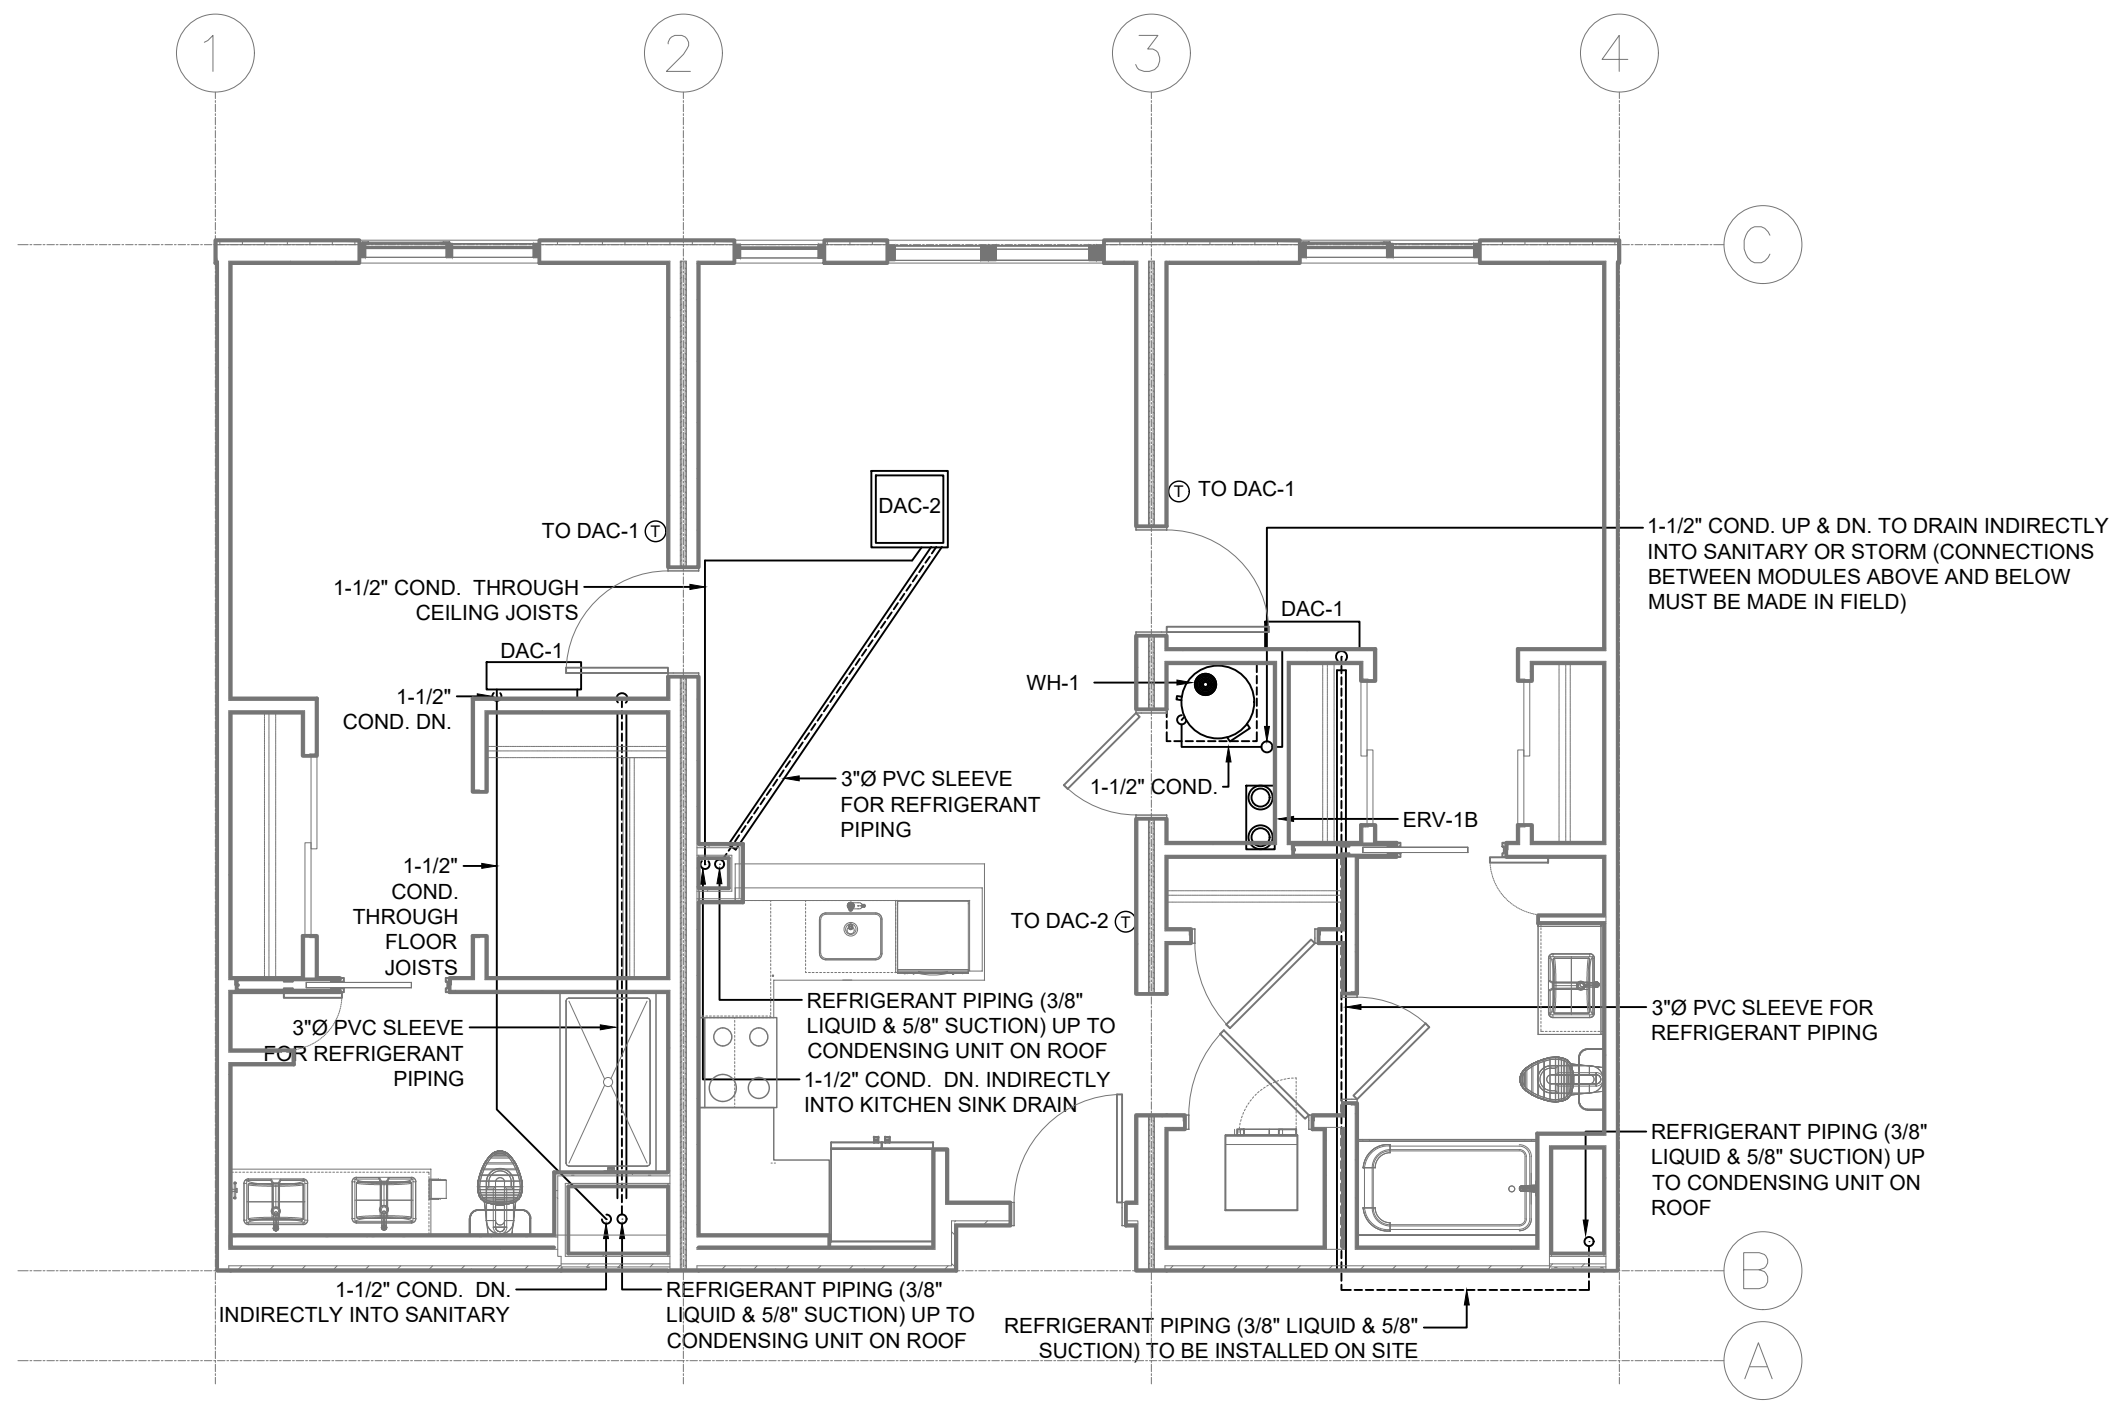 1
2
3
4
C
DAC-2
TO DAC-1 T
T TO DAC-1
1-1/2" COND. UP & DN. TO DRAIN INDIRECTLY
INTO SANITARY OR STORM (CONNECTIONS
BETWEEN MODULES ABOVE AND BELOW
MUST BE MADE IN FIELD)
1-1/2" COND. THROUGH
CEILING JOISTS
DAC-1
DAC-1
1-1/2"
COND. DN.
WH-1
3"Ø PVC SLEEVE
FOR REFRIGERANT
PIPING
1-1/2" COND.
ERV-1B
1-1/2"
COND.
THROUGH
FLOOR
JOISTS
TO DAC-2 T
3"Ø PVC SLEEVE
FOR REFRIGERANT
PIPING
REFRIGERANT PIPING (3/8"
LIQUID & 5/8" SUCTION) UP TO
CONDENSING UNIT ON ROOF
1-1/2" COND. DN. INDIRECTLY
INTO KITCHEN SINK DRAIN
3"Ø PVC SLEEVE FOR
REFRIGERANT PIPING
REFRIGERANT PIPING (3/8"
LIQUID & 5/8" SUCTION) UP
TO CONDENSING UNIT ON
ROOF
B
1-1/2" COND. DN.
INDIRECTLY INTO SANITARY
REFRIGERANT PIPING (3/8"
LIQUID & 5/8" SUCTION) UP TO
CONDENSING UNIT ON ROOF
REFRIGERANT PIPING (3/8" LIQUID & 5/8"
SUCTION) TO BE INSTALLED ON SITE
A